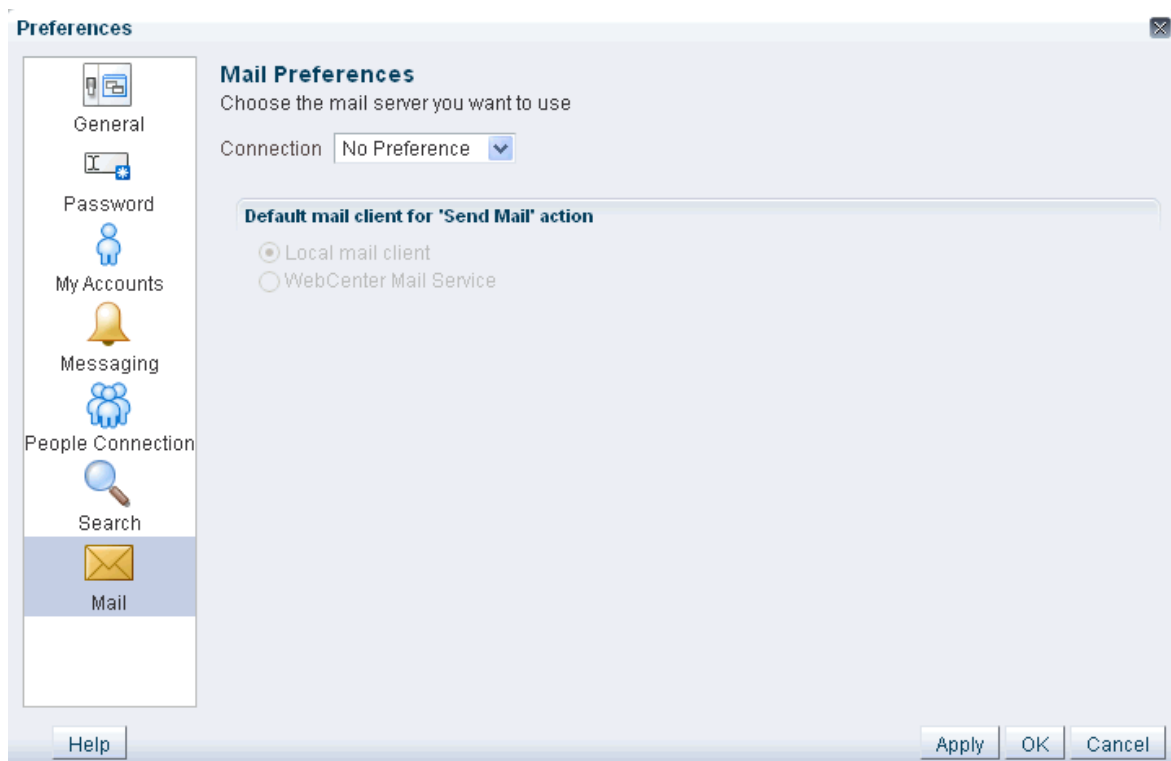 Preferences
General
Password
My Accounts
Messaging
People Connection
Search
Mail
Mail Preferences
Choose the mail server you want to use
Connection No Preference
Default mail client for 'Send Mail' action
Local mail client
WebCenter Mail Service
Help Apply OK Cancel